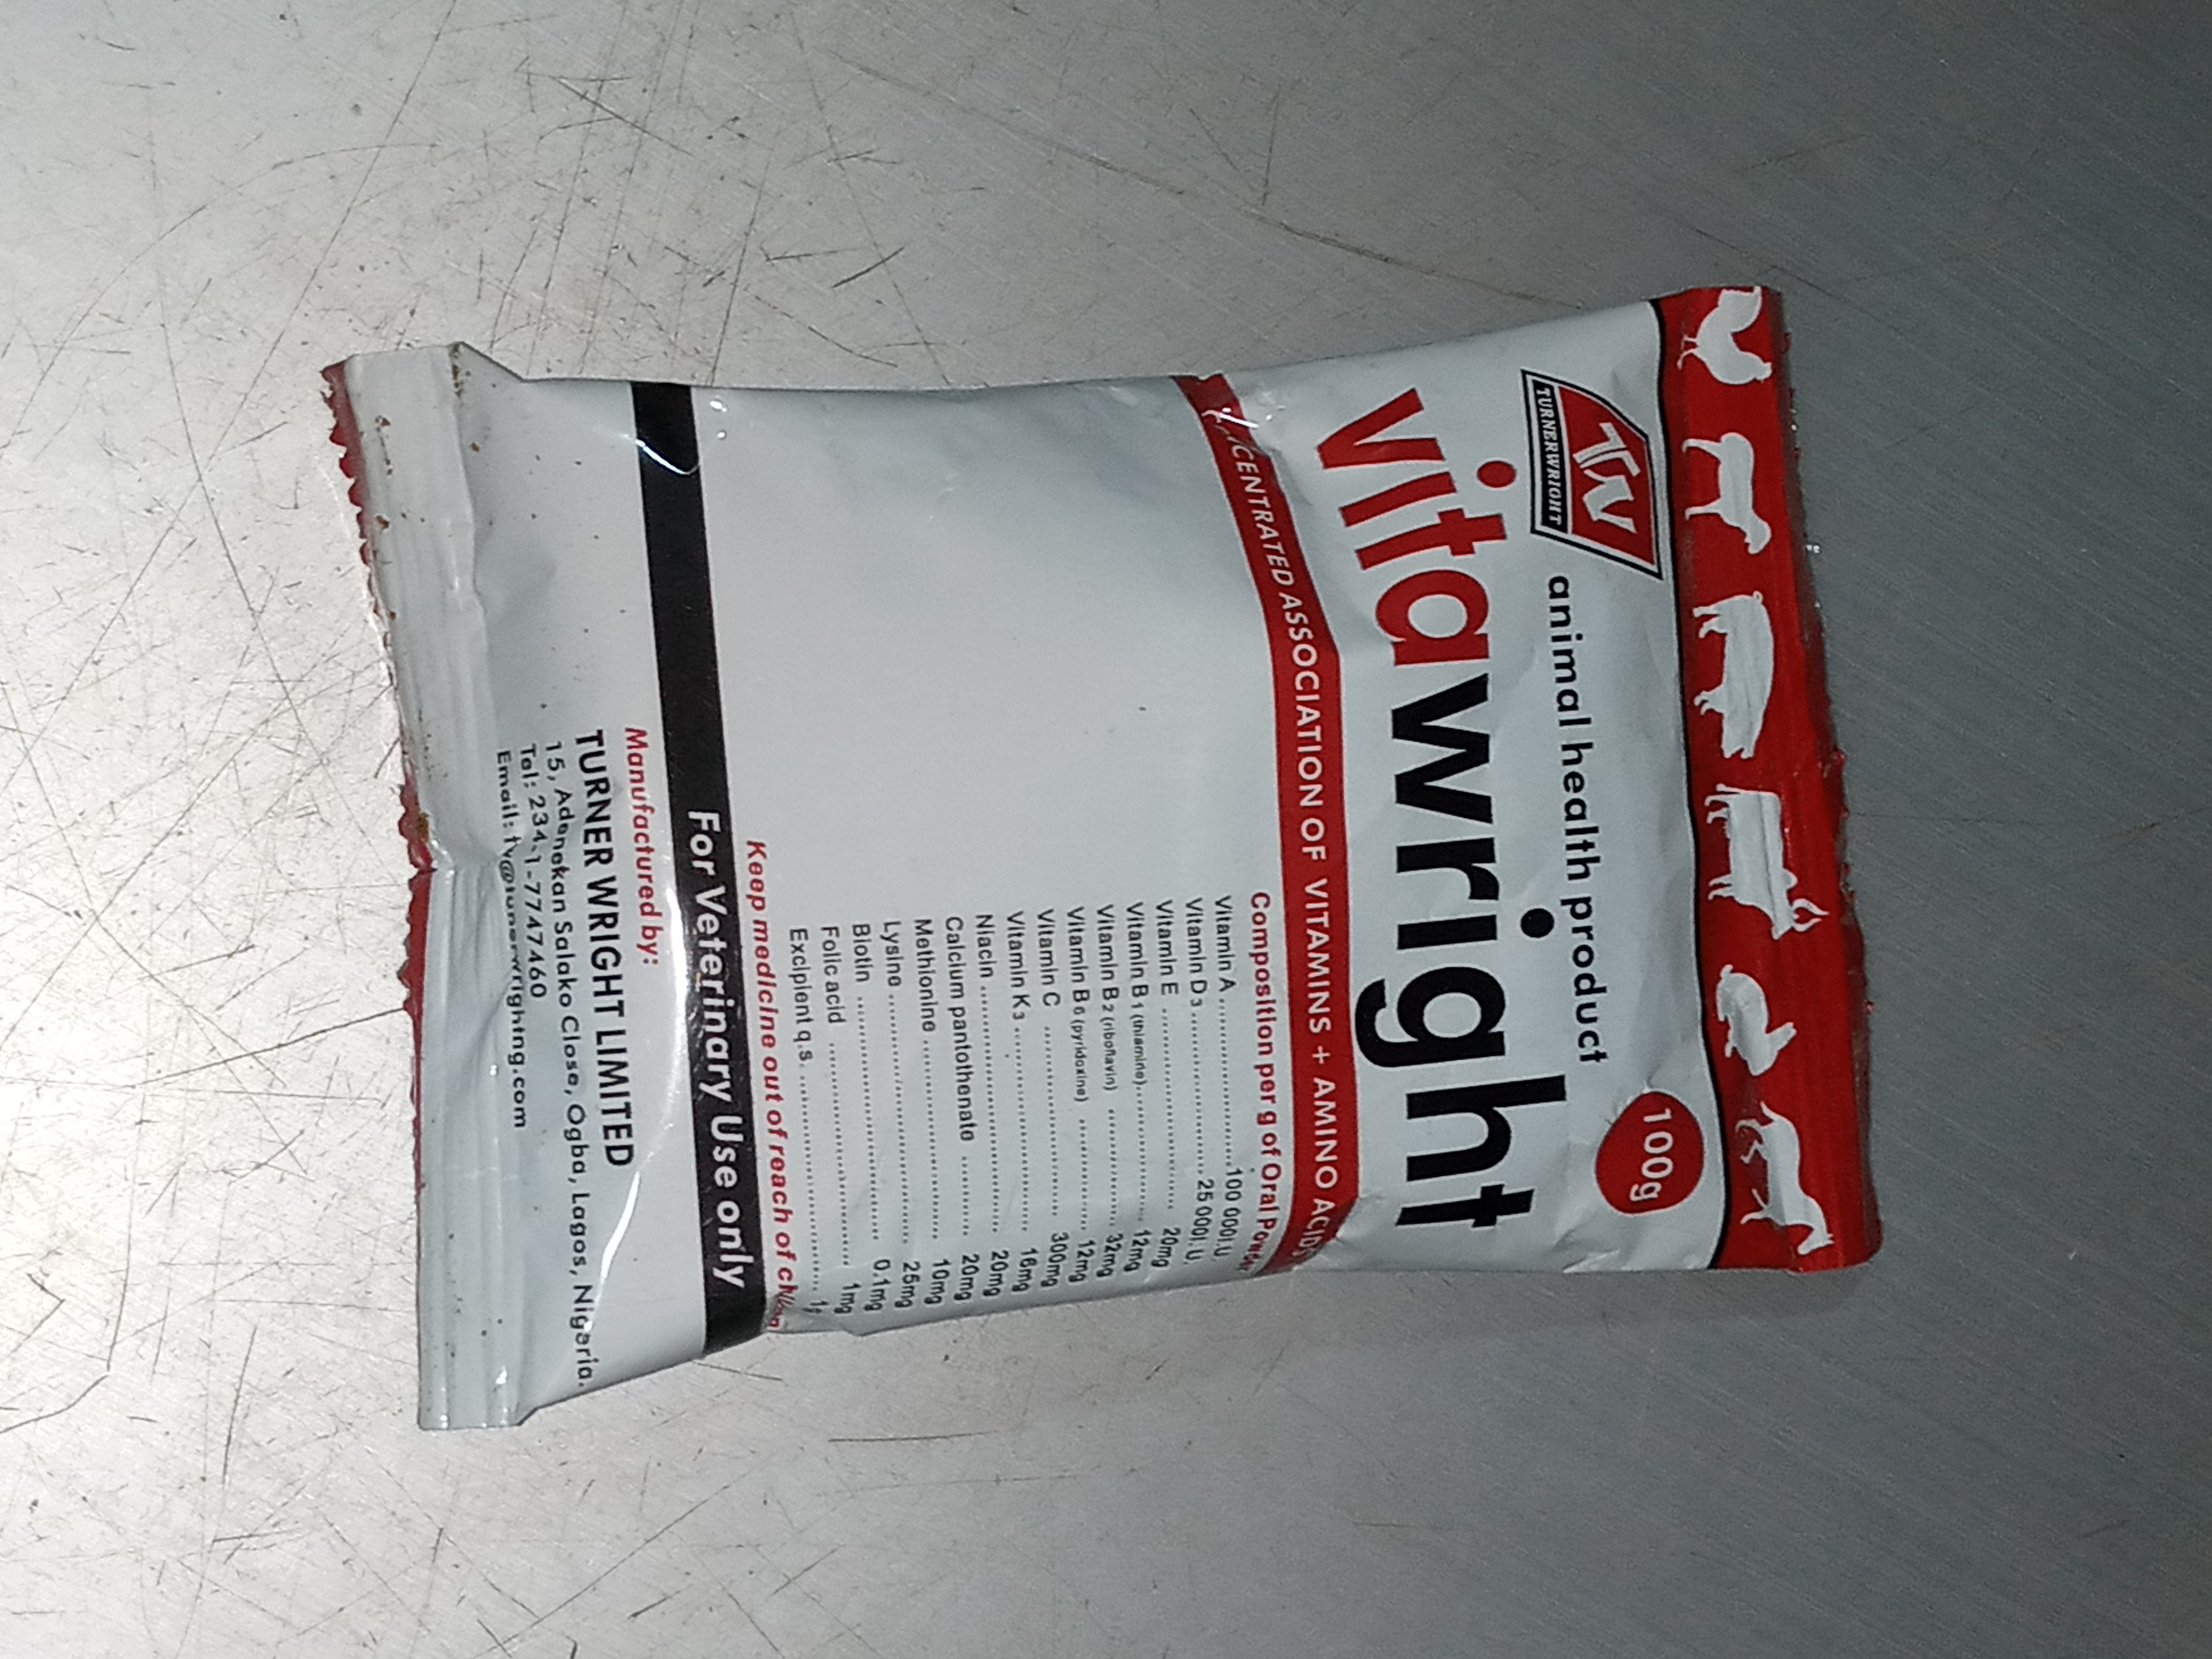 TW
TURNERWRIGHT
animal health product
100g
vitawright
ASSOCIATION OF VITAMINS + AMINO ACIDS
Composition per g of Oral Powder
Vitamin A .................... 100 000I.U.
Vitamin D3 .................... 25 000I.U.
Vitamin E .................... 20mg
Vitamin B1 (thiamine) .................... 12mg
Vitamin B2 (riboflavin) .................... 32mg
Vitamin B6 (pyridoxine) .................... 12mg
Vitamin C .................... 300mg
Vitamin K3 .................... 16mg
Niacin .................... 20mg
Calcium pantothenate .......... 20mg
Methionine .................... 10mg
Lysine .................... 25mg
Biotin .................... 0.1mg
Folic acid .................... 1mg
Excipient q.s. ....................
Keep medicine out of reach of
For Veterinary Use only
Manufactured by:
TURNER WRIGHT LIMITED
15, Adenekan Salako Close, Ogba, Lagos, Nigeria.
Tel: 234-1-7747460
Email: